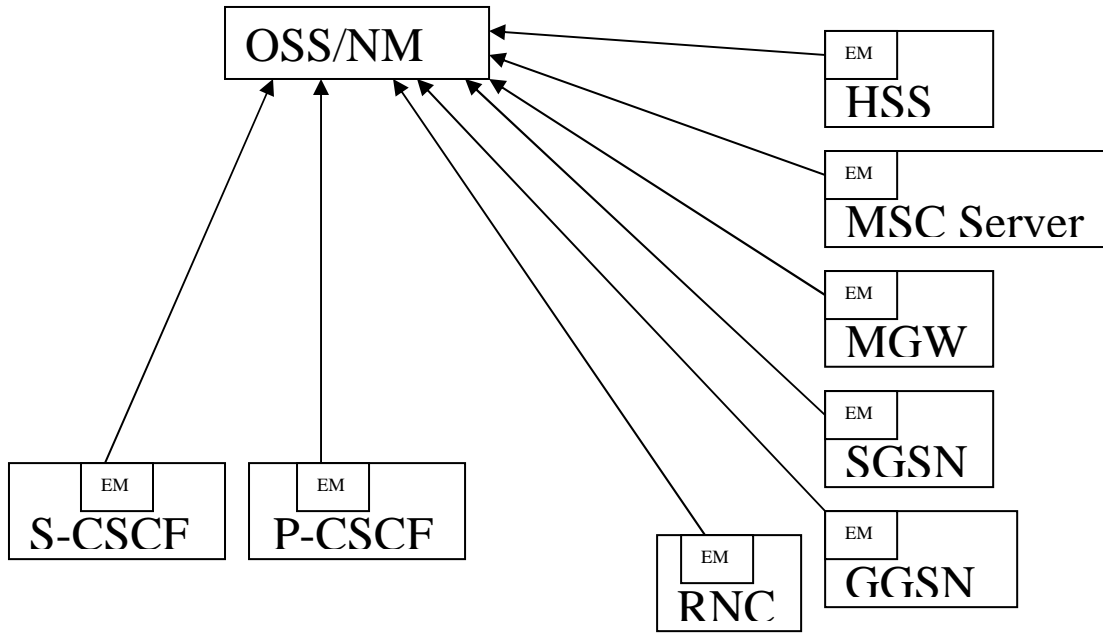 OSS/NM
EM
HSS
EM
MSC Server
EM
MGW
EM
SGSN
EM
GGSN
EM
S-CSCF
EM
P-CSCF
EM
RNC